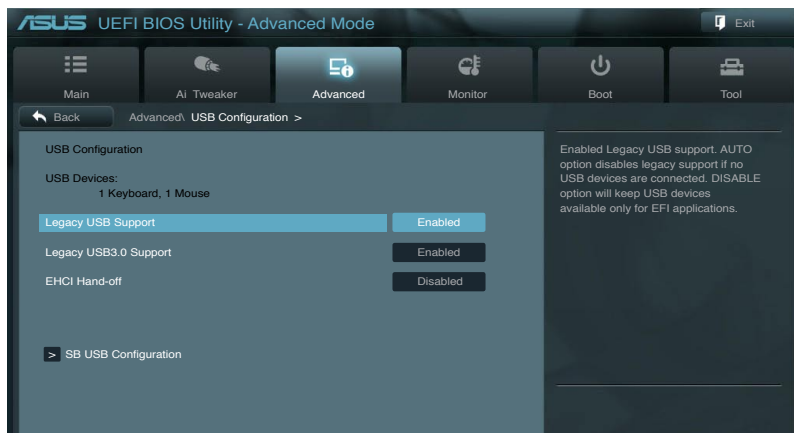 ASUS UEFI BIOS Utility - Advanced Mode
Exit
Main
Ai Tweaker
Advanced
Monitor
Boot
Tool
Back
Advanced\ USB Configuration >
USB Configuration
USB Devices:
1 Keyboard, 1 Mouse
Legacy USB Support Enabled
Legacy USB3.0 Support Enabled
EHCI Hand-off Disabled
> SB USB Configuration
Enabled Legacy USB support. AUTO
option disables legacy support if no
USB devices are connected. DISABLE
option will keep USB devices
available only for EFI applications.